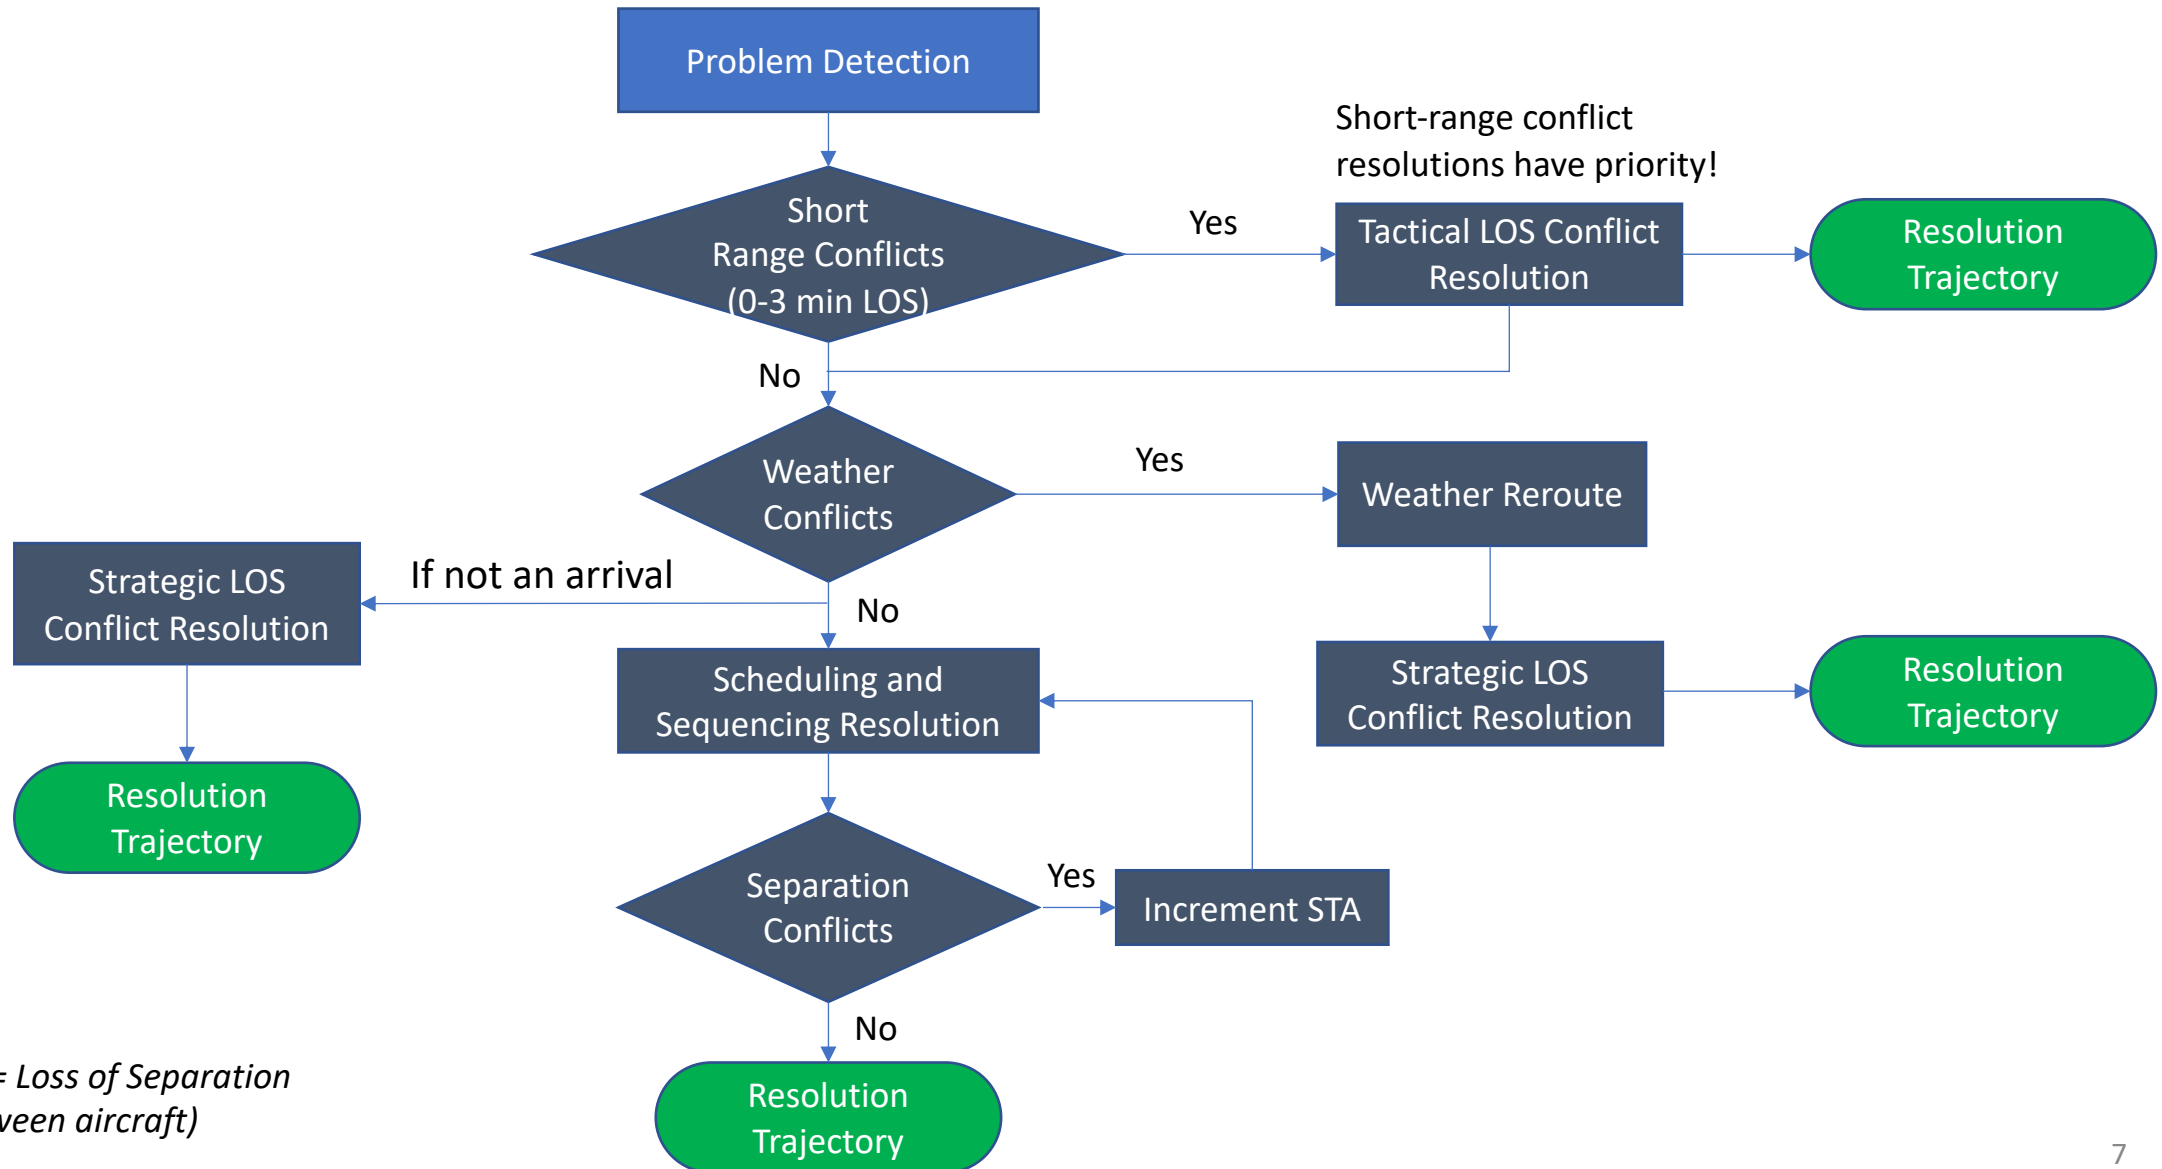 Problem Detection
Short-range conflict
resolutions have priority!
Short
Range Conflicts
(0-3 min LOS)
Yes
Tactical LOS Conflict
Resolution
Resolution
Trajectory
No
Weather
Conflicts
Yes
Weather Reroute
Strategic LOS
Conflict Resolution
If not an arrival
No
Scheduling and
Sequencing Resolution
Strategic LOS
Conflict Resolution
Resolution
Trajectory
Resolution
Trajectory
Separation
Conflicts
Yes
Increment STA
No
= Loss of Separation
aircraft)
Resolution
Trajectory
7